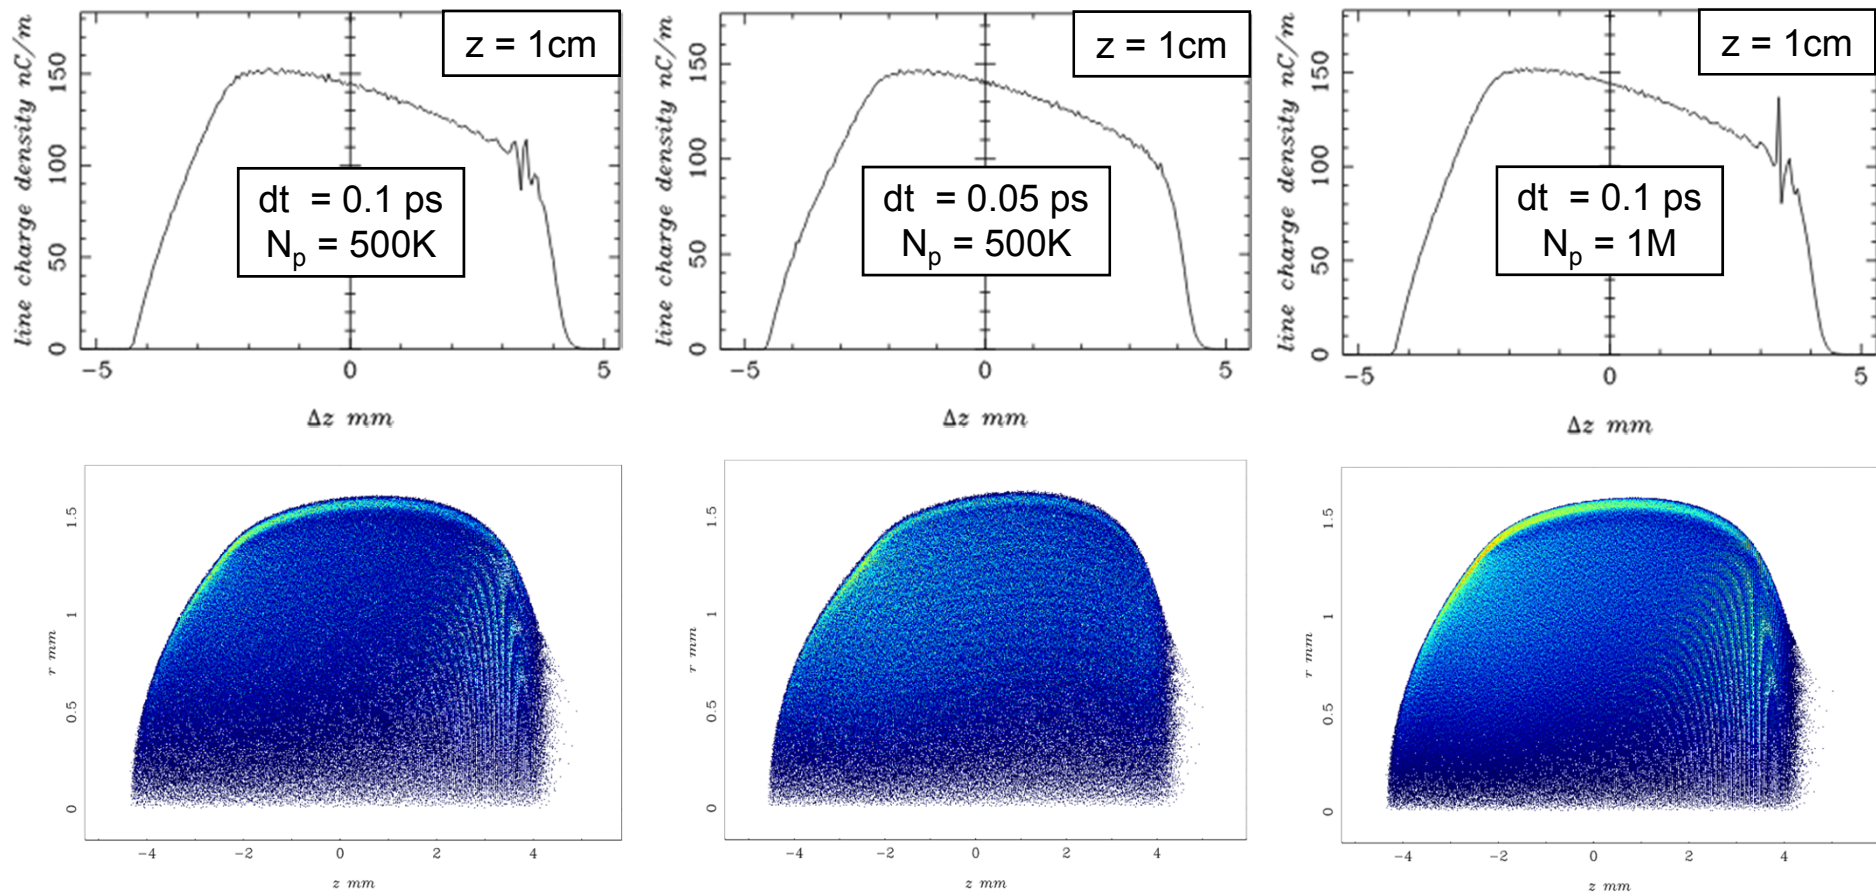 line charge density nC/m
150
100
50
0
z = 1cm
dt = 0.1 ps
Np = 500K
−5 0 5
Δz mm
150
100
50
0
z = 1cm
dt = 0.05 ps
Np = 500K
−5 0 5
Δz mm
line charge density nC/m
line charge density nC/m
150
100
50
0
z = 1cm
dt = 0.1 ps
Np = 1M
−5 0 5
Δz mm
r mm
1.5
1
0.5
0
−4 −2 0 2 4
z mm
r mm
1.5
1
0.5
0
−4 −2 0 2 4
z mm
r mm
1.5
1
0.5
0
−4 −2 0 2 4
z mm